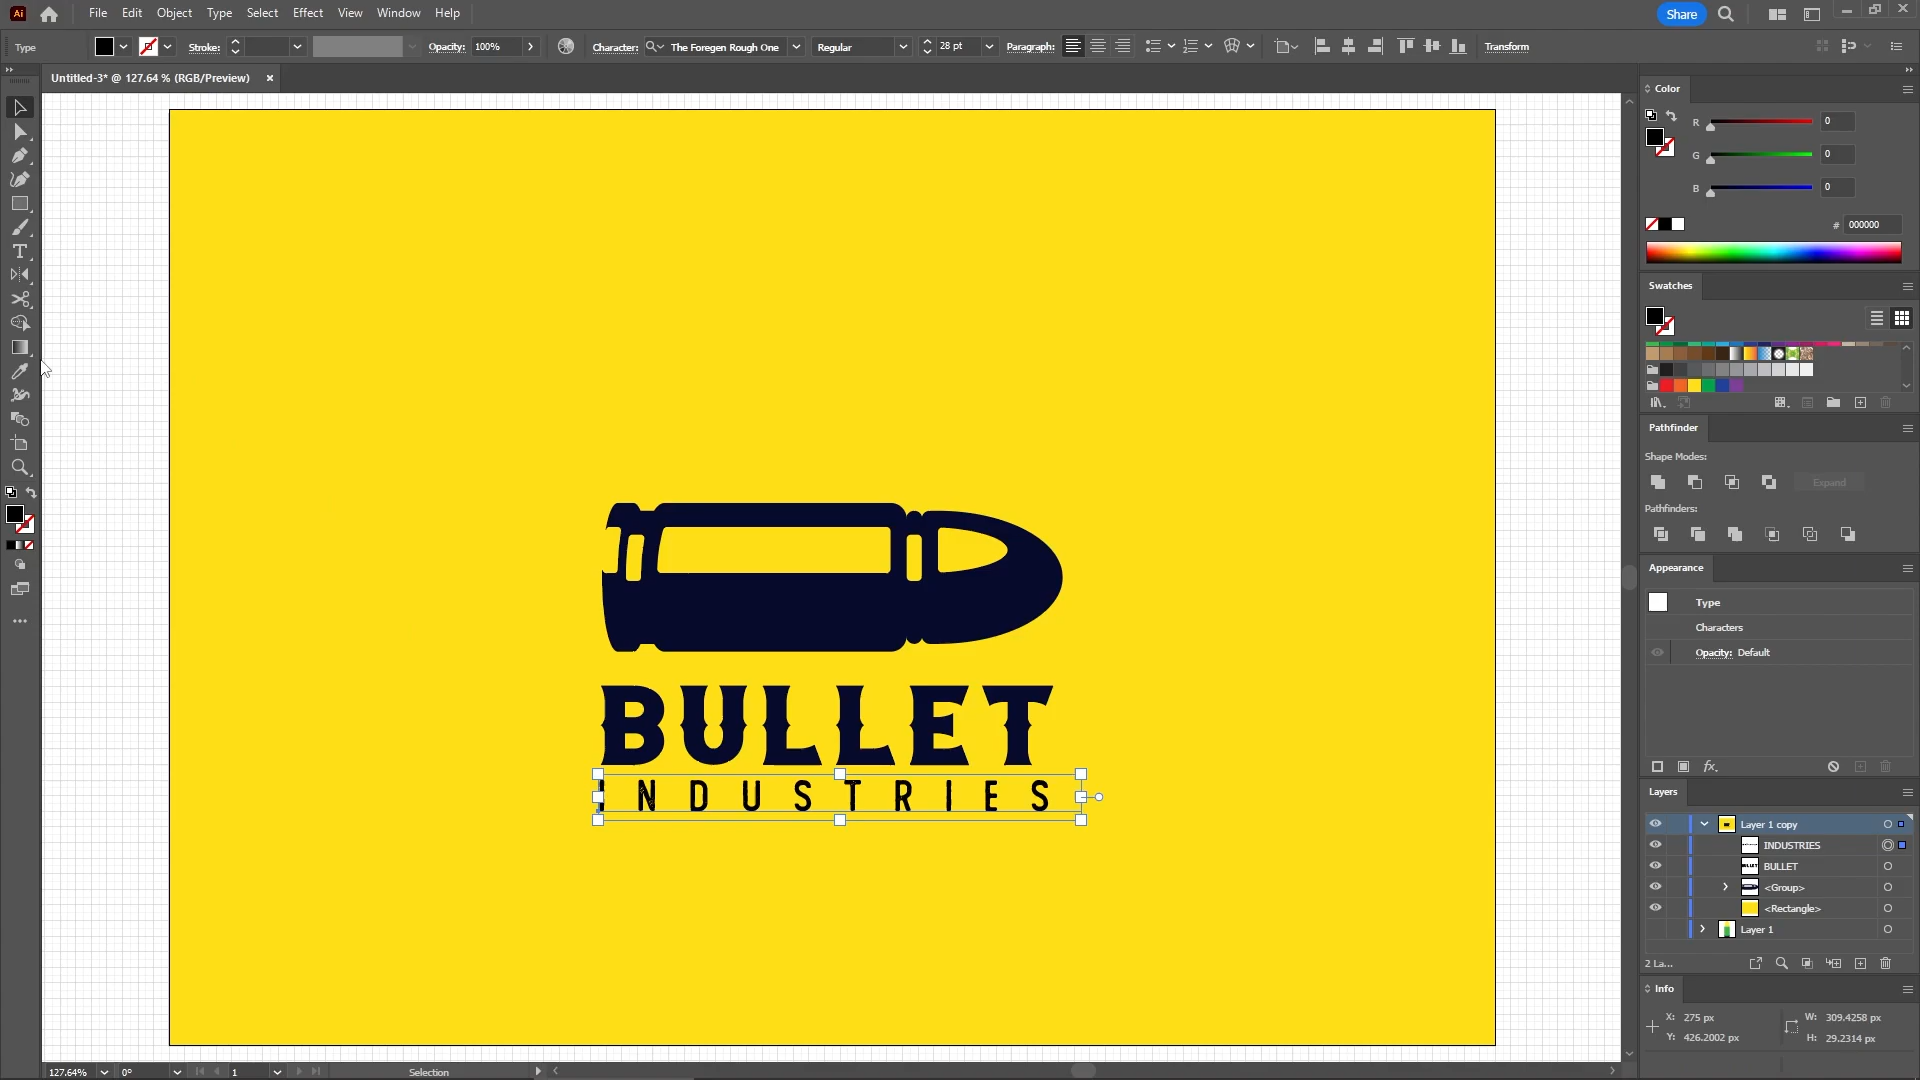 Ai File Edit Object Type Select Effect View Window Help Share
Type Stroke: Opacity: 100% Character: The Foregen Rough One Regular 28 pt Paragraph: Transform
Untitled-3* @ 127.64 % (RGB/Preview) ×
Color
R 0
G 0
B 0
# 000000
Swatches
Pathfinder
Shape Modes:
Expand
Pathfinders:
Appearance
Type
Characters
Opacity: Default
fx
Layers
Layer 1 copy
INDUSTRIES
BULLET
<Group>
<Rectangle>
Layer 1
2 La...
Info
X: 275 px W: 309.4258 px
Y: 426.2002 px H: 29.2314 px
BULLET
INDUSTRIES
127.64% 0° 1 Selection